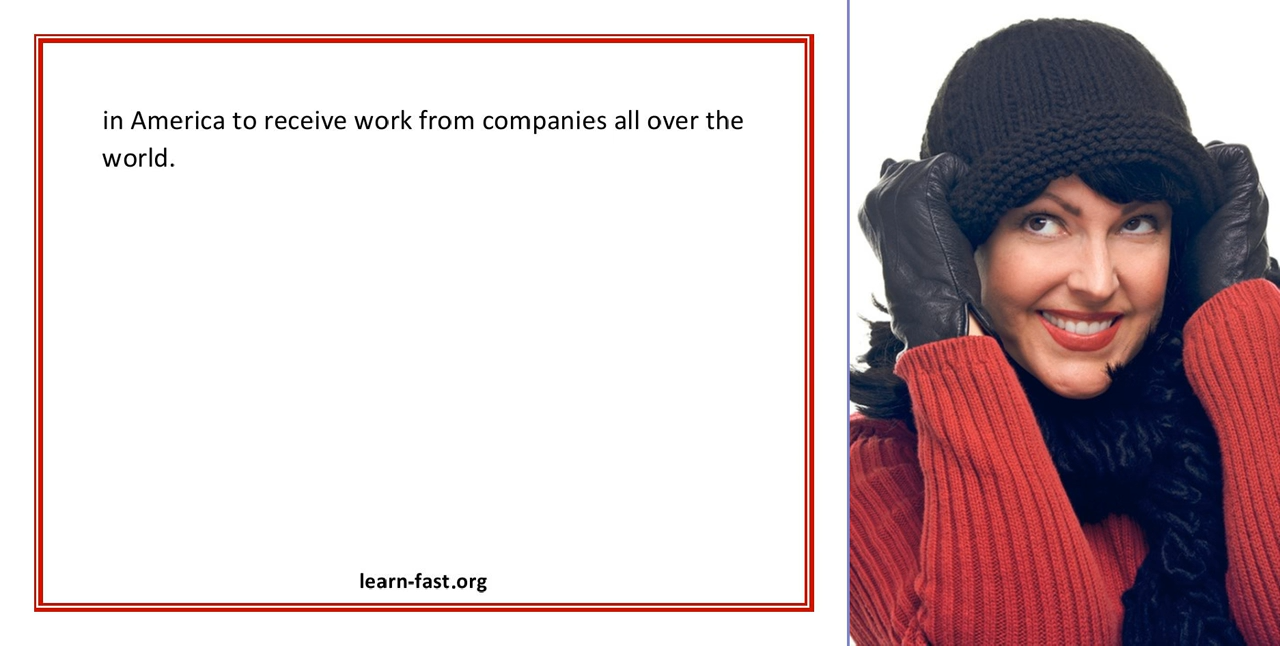 in America to receive work from companies all over the
world.
learn-fast.org